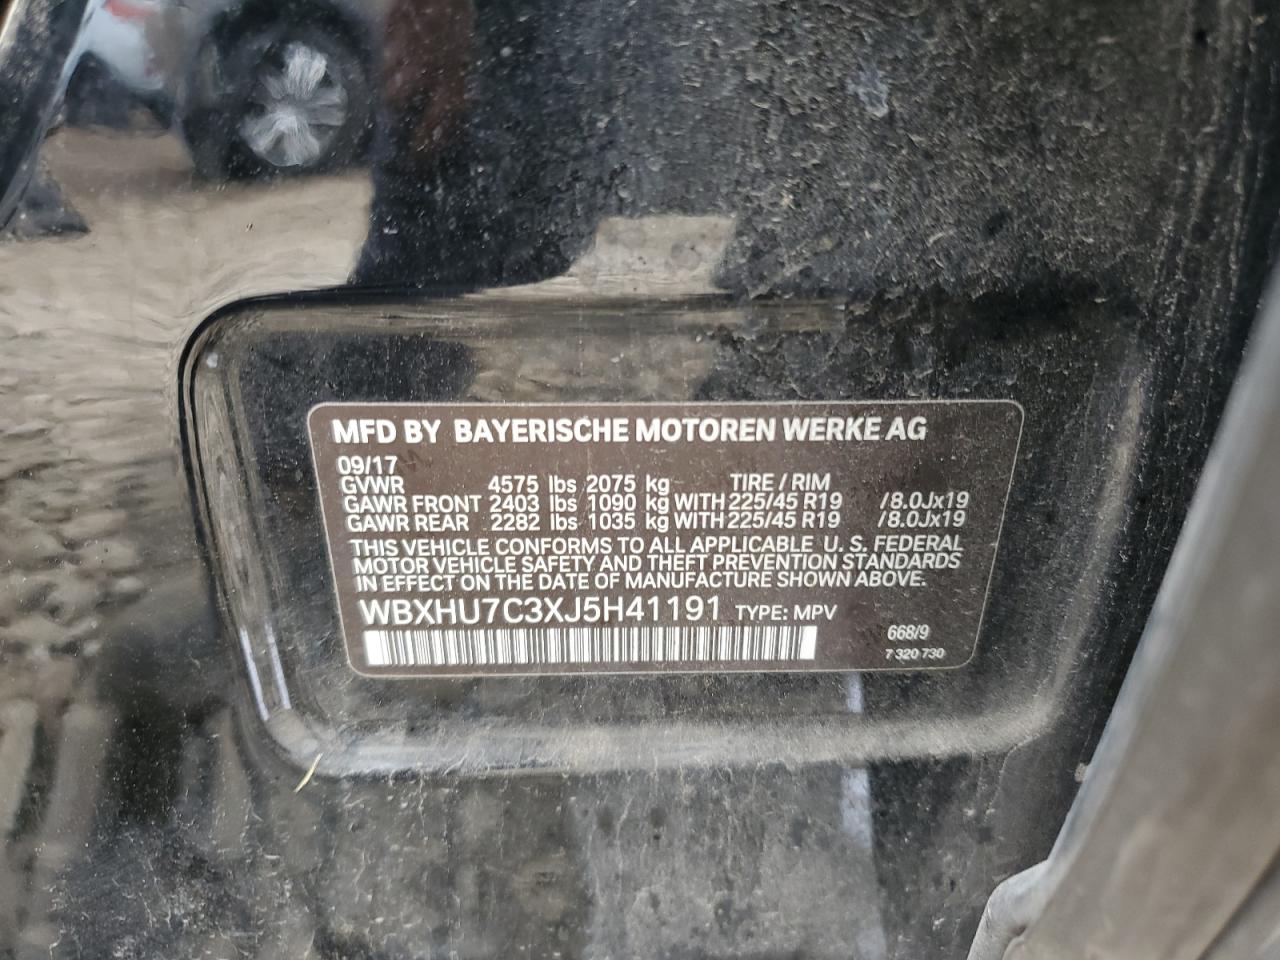 MFD BY BAYERISCHE MOTOREN WERKE AG
09/17
GVWR 4575 lbs 2075 kg TIRE / RIM
GAWR FRONT 2403 lbs 1090 kg WITH 225/45 R19 /8.0Jx19
GAWR REAR 2282 lbs 1035 kg WITH 225/45 R19 /8.0Jx19
THIS VEHICLE CONFORMS TO ALL APPLICABLE U. S. FEDERAL
MOTOR VEHICLE SAFETY AND THEFT PREVENTION STANDARDS
IN EFFECT ON THE DATE OF MANUFACTURE SHOWN ABOVE.
WBXHU7C3XJ5H41191 TYPE: MPV
668/9
7 320 730